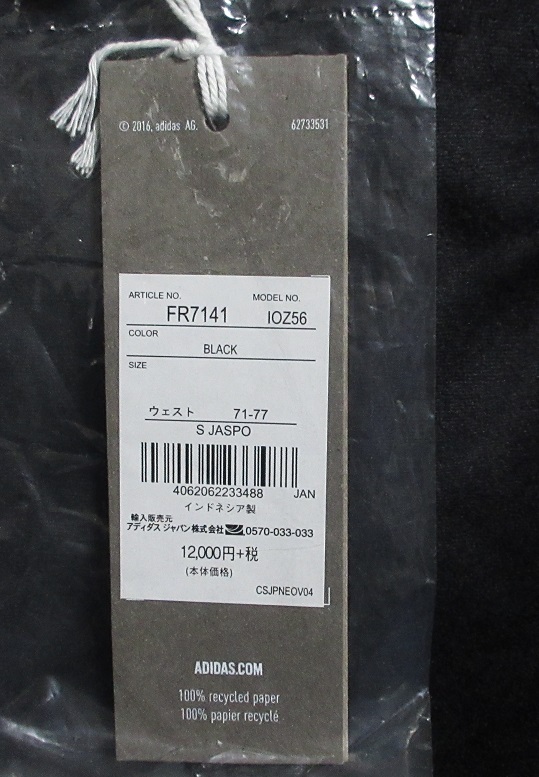 © 2016, adidas AG. 62733531
ARTICLE NO. MODEL NO.
FR7141 IOZ56
COLOR
BLACK
SIZE
ウェスト 71-77
S JASPO
4062062233488 JAN
インドネシア製
輸入販売元
アディダス ジャパン株式会社 0570-033-033
12,000円+税
(本体価格)
CSJPNEOV04
ADIDAS.COM
100% recycled paper
100% papier recyclé